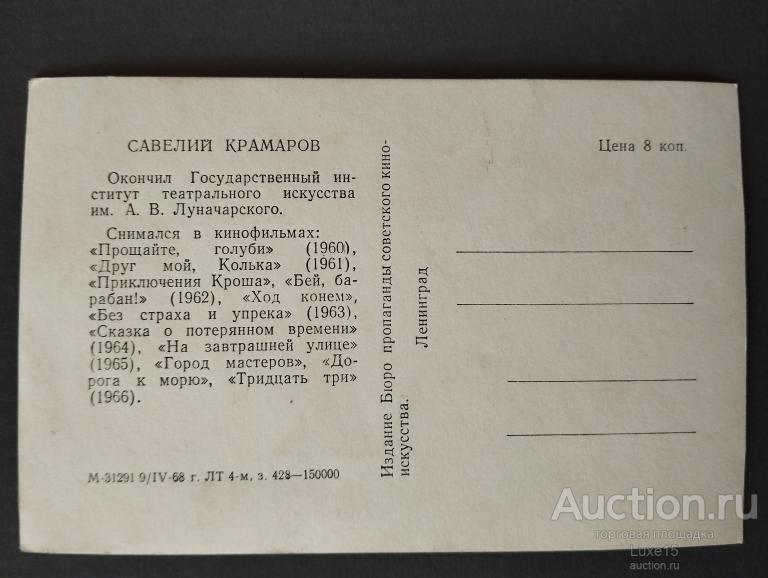 САВЕЛИЙ КРАМАРОВ
Окончил Государственный ин-
ститут театрального искусства
им. А. В. Луначарского.
Снимался в кинофильмах:
«Прощайте, голуби» (1960),
«Друг мой, Колька» (1961),
«Приключения Кроша», «Бей, ба-
рабан!» (1962), «Ход конем»,
«Без страха и упрека» (1963),
«Сказка о потерянном времени»
(1964), «На завтрашней улице»
(1965), «Город мастеров», «До-
рога к морю», «Тридцать три»
(1966).
М-31291 9/IV-68 г. ЛТ 4-м, з. 428—150000
Издание Бюро пропаганды советского кино-
искусства.
Ленинград
Цена 8 коп.
Auction.ru
торговая площадка
Luxe15
auction.ru